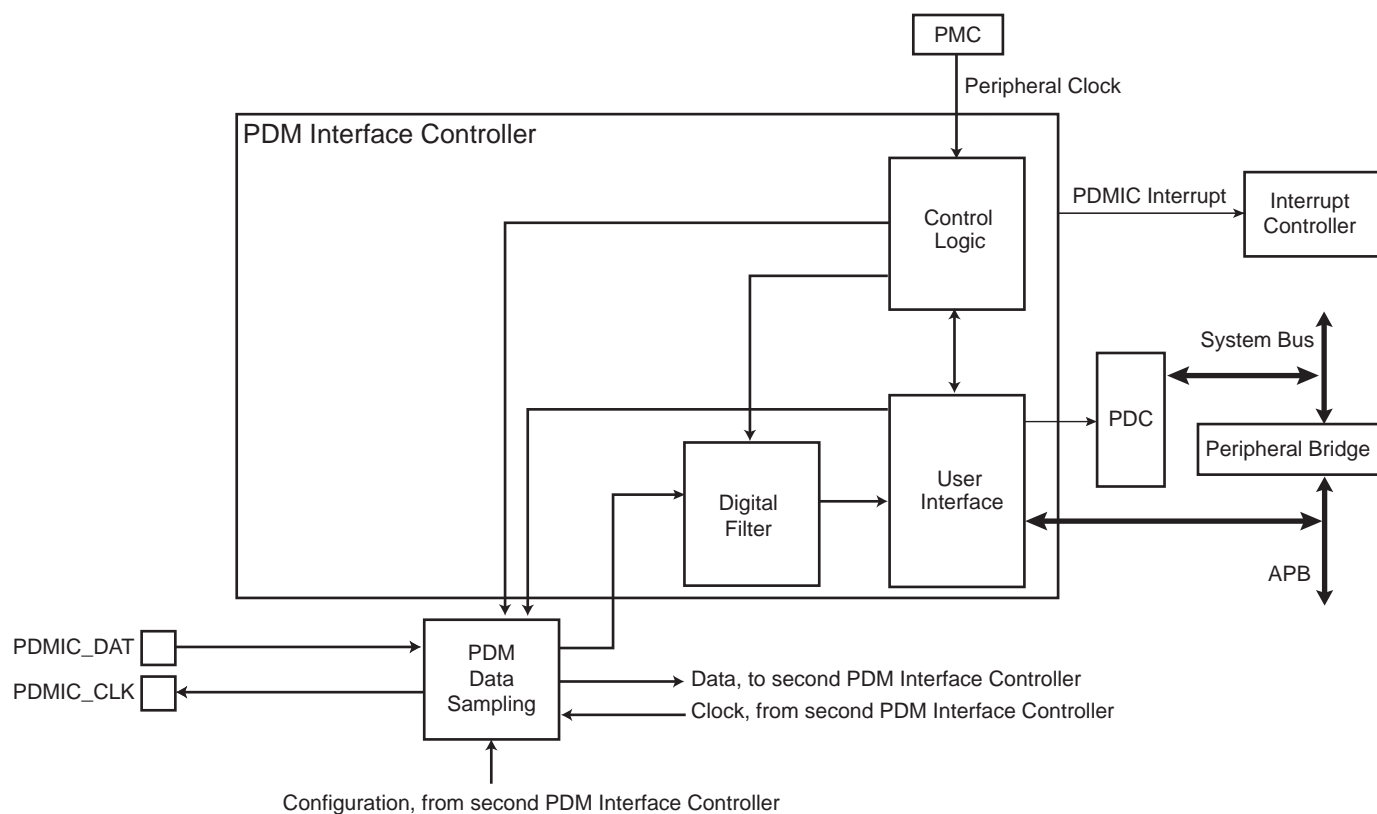 PMC
Peripheral Clock
PDM Interface Controller
Control
Logic
PDMIC Interrupt
Interrupt
Controller
System Bus
PDC
Peripheral Bridge
User
Interface
Digital
Filter
APB
PDMIC_DAT
PDMIC_CLK
PDM
Data
Sampling
Data, to second PDM Interface Controller
Clock, from second PDM Interface Controller
Configuration, from second PDM Interface Controller